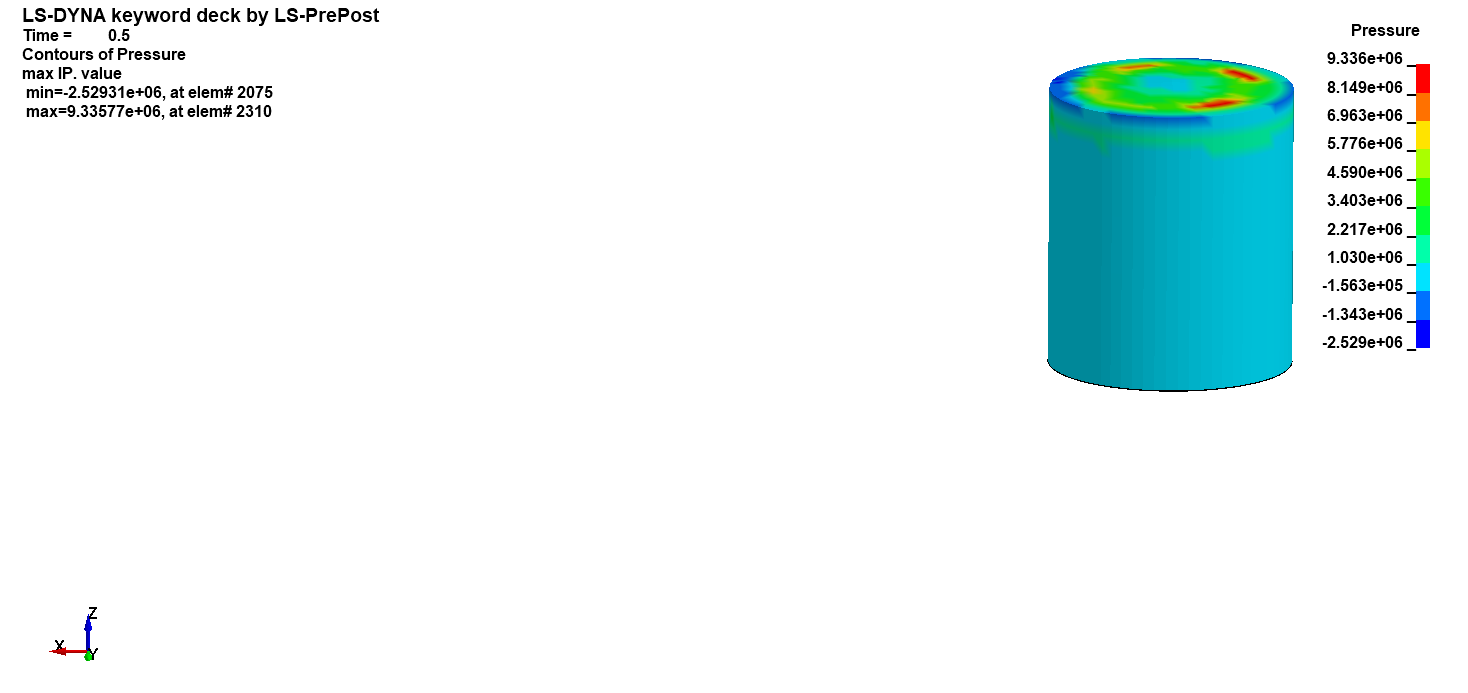 LS-DYNA keyword deck by LS-PrePost
Time = 0.5
Contours of Pressure
max IP. value
min=-2.52931e+06, at elem# 2075
max=9.33577e+06, at elem# 2310
Pressure
9.336e+06
8.149e+06
6.963e+06
5.776e+06
4.590e+06
3.403e+06
2.217e+06
1.030e+06
-1.563e+05
-1.343e+06
-2.529e+06
Z
X
Y